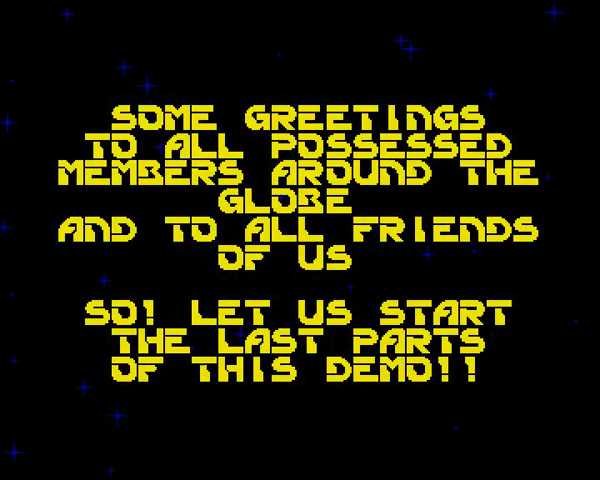 SOME GREETINGS
TO ALL POSSESSED
MEMBERS AROUND THE
GLOBE
AND TO ALL FRIENDS
OF US
SO! LET US START
THE LAST PARTS
OF THIS DEMO!!